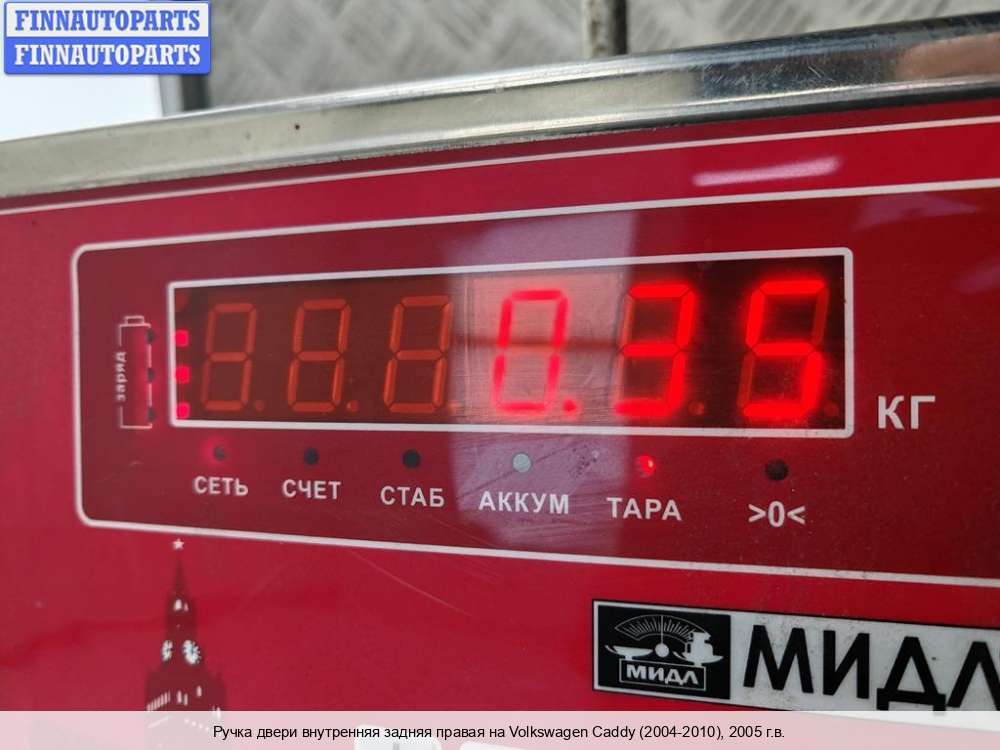 FINNAUTOPARTS
FINNAUTOPARTS
заряд
0.35
КГ
СЕТЬ СЧЕТ СТАБ АККУМ ТАРА >0<
МИДЛ МИДЛ
Ручка двери внутренняя задняя правая на Volkswagen Caddy (2004-2010), 2005 г.в.